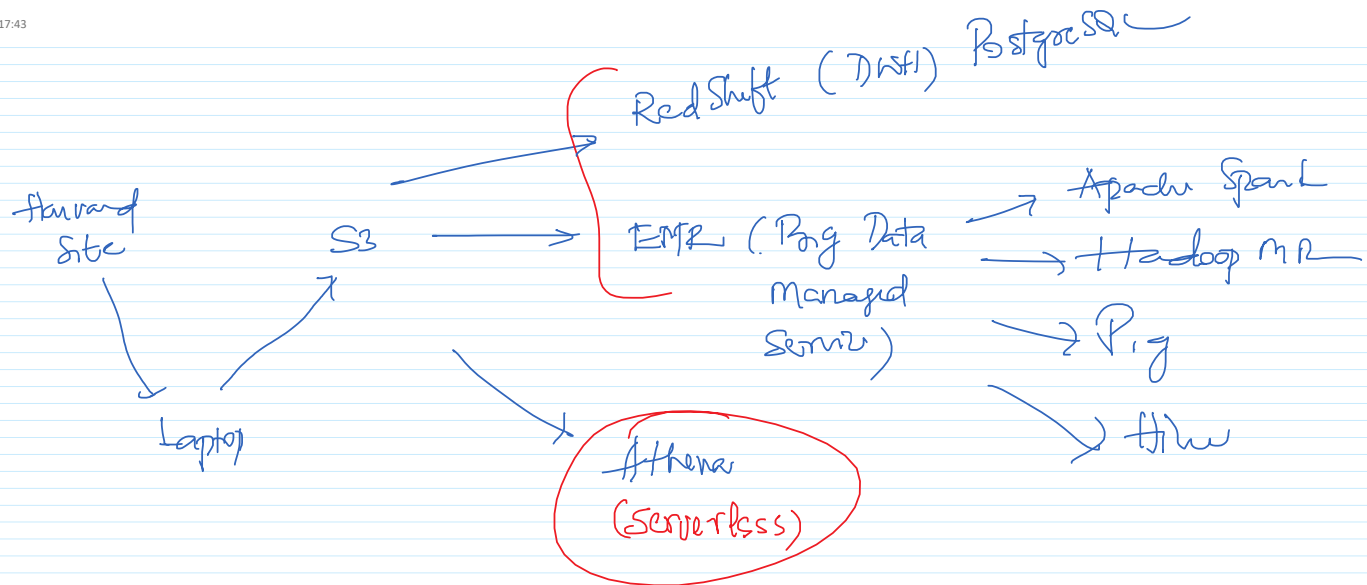 17:43
RedShift (DWH) PostgreSQL
Harvard
Site
S3
EMR (Big Data
Managed
Service)
Apache Spark
Hadoop MR
Pig
Hive
Laptop
Athena
(Serverless)